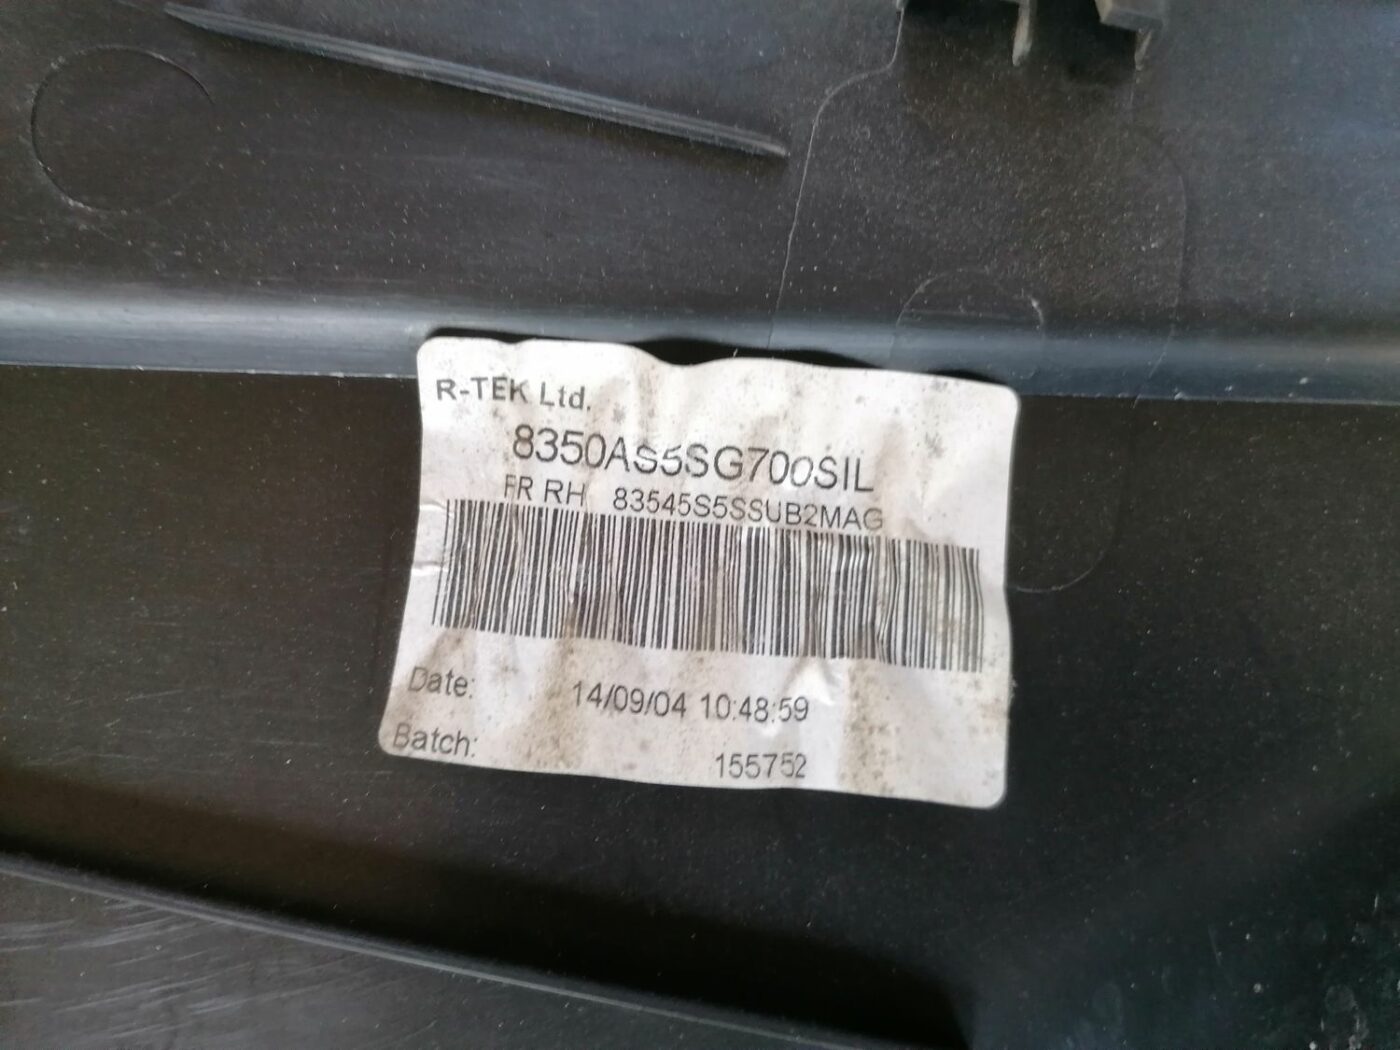 R-TEK Ltd.
8350AS5SG700SIL
FR RH 83545S5SSUB2MAG
Date: 14/09/04 10:48:59
Batch: 155752